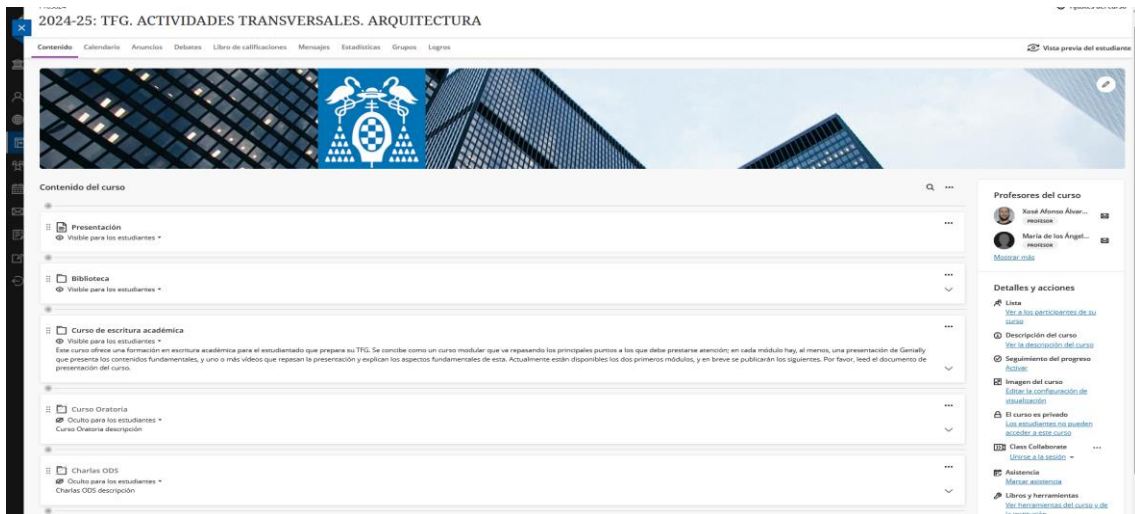 2024-25: TFG. ACTIVIDADES TRANSVERSALES. ARQUITECTURA
Contenido Calendario Anuncios Debates Libro de calificaciones Mensajes Estadísticas Grupos Logros
Vista previa del estudiante
Contenido del curso
Presentación
Visible para los estudiantes
Biblioteca
Visible para los estudiantes
Curso de escritura académica
Visible para los estudiantes
Este curso ofrece una formación en escritura académica para el estudiantado que prepara su TFG. Se concibe como un curso modular que va repasando los principales puntos a los que debe prestarse atención; en cada módulo hay, al menos, una presentación de Genially
que presenta los contenidos fundamentales, y uno o más vídeos que repasan la presentación y explican los aspectos fundamentales de esta. Actualmente están disponibles los dos primeros módulos, y en breve se publicarán los siguientes. Por favor, leed el documento de
presentación del curso.
Curso Oratoria
Oculto para los estudiantes
Curso Oratoria descripción
Charlas ODS
Oculto para los estudiantes
Charlas ODS descripción
Profesores del curso
Xosé Afonso Álvar...
PROFESOR
María de los Ángel...
PROFESOR
Mostrar más
Detalles y acciones
Lista
Ver a los participantes de su
curso
Descripción del curso
Ver la descripción del curso
Seguimiento del progreso
Activar
Imagen del curso
Editar la configuración de
visualización
El curso es privado
Los estudiantes no pueden
acceder a este curso
Class Collaborate
Unirse a la sesión
Asistencia
Marcar asistencia
Libros y herramientas
Ver herramientas del curso y de